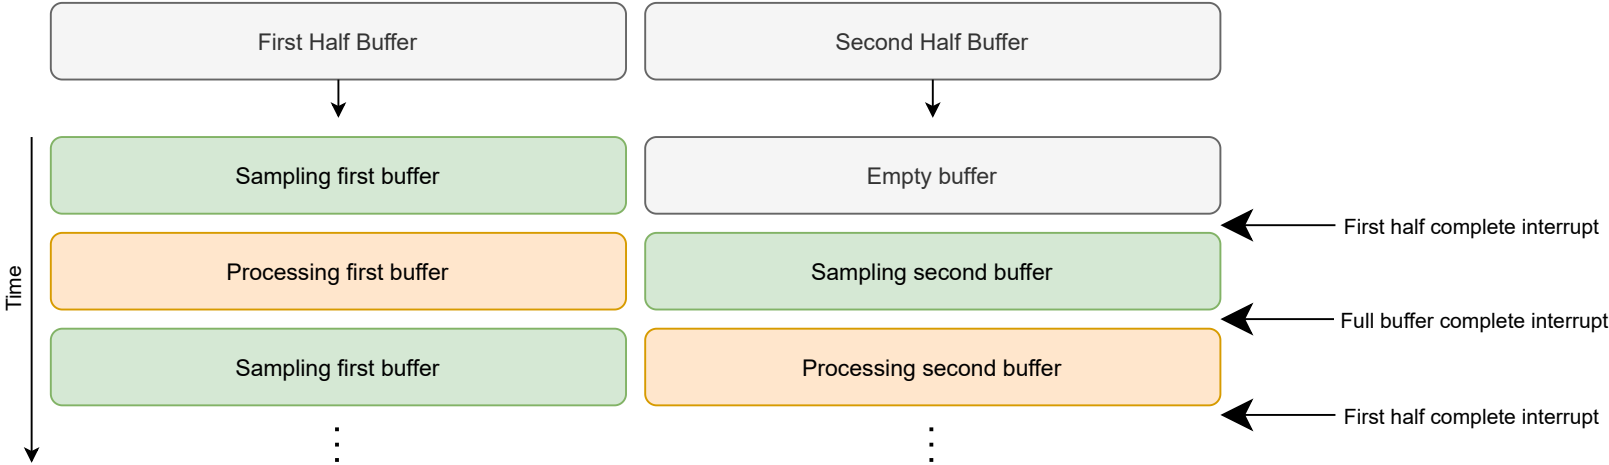 First Half Buffer
Second Half Buffer
Sampling first buffer
Empty buffer
First half complete interrupt
Processing first buffer
Sampling second buffer
Time
Full buffer complete interrupt
Sampling first buffer
Processing second buffer
First half complete interrupt